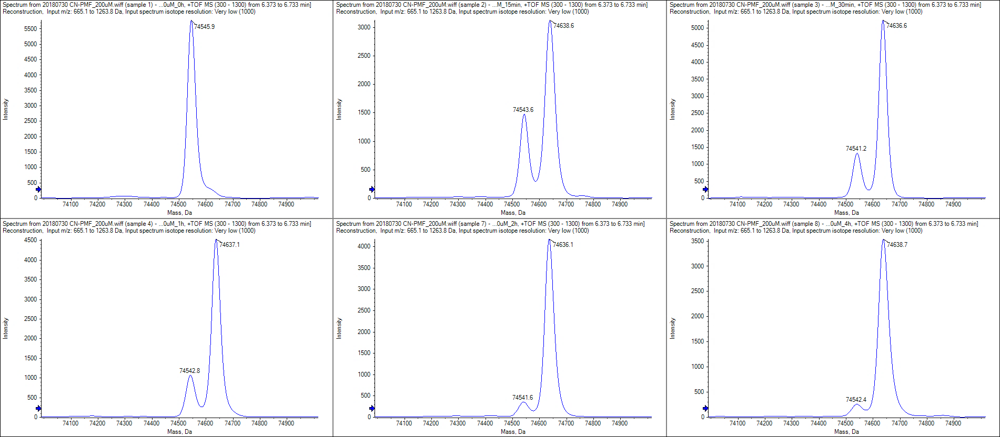 Spectrum from 20180730 CN-PMF_200uM.wiff (sample 1) - ...0uM_0h, +TOF MS (300 - 1300) from 6.373 to 6.733 min]
Reconstruction, Input m/z: 665.1 to 1263.8 Da, Input spectrum isotope resolution: Very low (1000)
74545.9
5500
5000
4500
4000
3500
3000
2500
2000
1500
1000
500
0
Intensity
74100 74200 74300 74400 74500 74600 74700 74800 74900
Mass, Da
Spectrum from 20180730 CN-PMF_200uM.wiff (sample 2) - ...M_15min, +TOF MS (300 - 1300) from 6.373 to 6.733 min]
Reconstruction, Input m/z: 665.1 to 1263.8 Da, Input spectrum isotope resolution: Very low (1000)
74638.6
74543.6
3000
2500
2000
1500
1000
500
0
Intensity
74100 74200 74300 74400 74500 74600 74700 74800 74900
Mass, Da
Spectrum from 20180730 CN-PMF_200uM.wiff (sample 3) - ...M_30min, +TOF MS (300 - 1300) from 6.373 to 6.733 min]
Reconstruction, Input m/z: 665.1 to 1263.8 Da, Input spectrum isotope resolution: Very low (1000)
74636.6
74541.2
5000
4500
4000
3500
3000
2500
2000
1500
1000
500
0
Intensity
74100 74200 74300 74400 74500 74600 74700 74800 74900
Mass, Da
Spectrum from 20180730 CN-PMF_200uM.wiff (sample 4) - ...0uM_1h, +TOF MS (300 - 1300) from 6.373 to 6.733 min]
Reconstruction, Input m/z: 665.1 to 1263.8 Da, Input spectrum isotope resolution: Very low (1000)
74637.1
74542.8
4500
4000
3500
3000
2500
2000
1500
1000
500
0
Intensity
74100 74200 74300 74400 74500 74600 74700 74800 74900
Mass, Da
Spectrum from 20180730 CN-PMF_200uM.wiff (sample 7) - ...0uM_2h, +TOF MS (300 - 1300) from 6.373 to 6.733 min]
Reconstruction, Input m/z: 665.1 to 1263.8 Da, Input spectrum isotope resolution: Very low (1000)
74636.1
74541.6
4000
3500
3000
2500
2000
1500
1000
500
0
Intensity
74100 74200 74300 74400 74500 74600 74700 74800 74900
Mass, Da
Spectrum from 20180730 CN-PMF_200uM.wiff (sample 8) - ...0uM_4h, +TOF MS (300 - 1300) from 6.373 to 6.733 min]
Reconstruction, Input m/z: 665.1 to 1263.8 Da, Input spectrum isotope resolution: Very low (1000)
74638.7
74542.4
3500
3000
2500
2000
1500
1000
500
0
Intensity
74100 74200 74300 74400 74500 74600 74700 74800 74900
Mass, Da